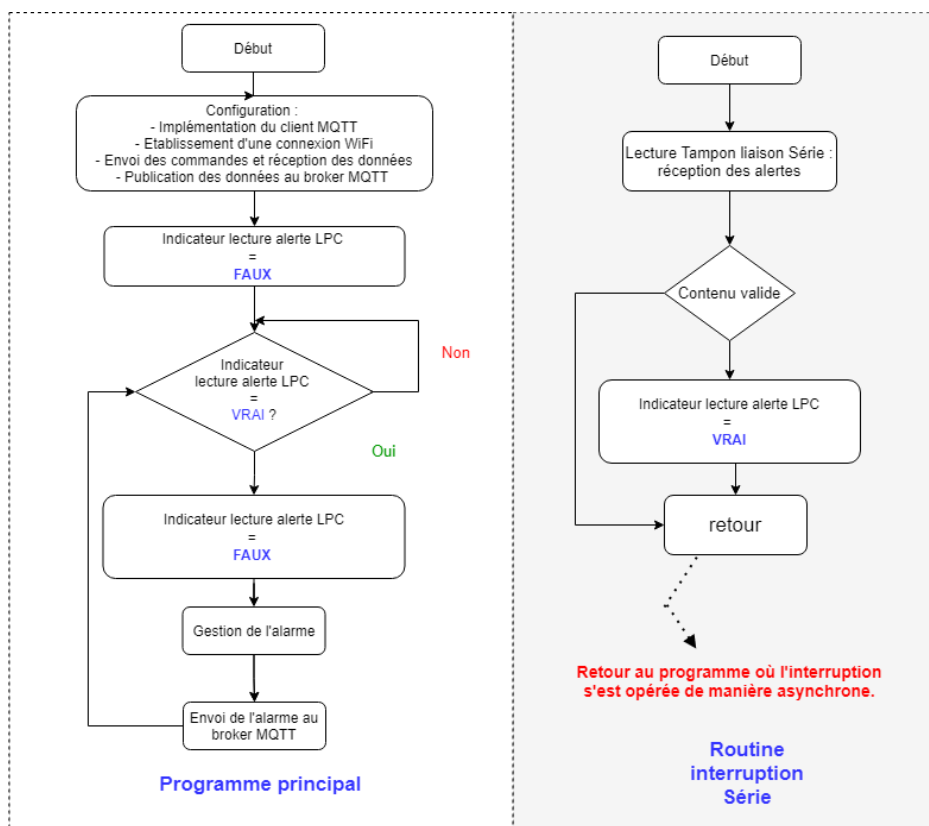 Début
Configuration :
- Implémentation du client MQTT
- Etablissement d'une connexion WiFi
- Envoi des commandes et réception des données
- Publication des données au broker MQTT
Indicateur lecture alerte LPC
=
FAUX
Indicateur
lecture alerte LPC
=
VRAI ?
Non
Oui
Indicateur lecture alerte LPC
=
FAUX
Gestion de l'alarme
Envoi de l'alarme au
broker MQTT
Programme principal
Début
Lecture Tampon liaison Série :
réception des alertes
Contenu valide
Indicateur lecture alerte LPC
=
VRAI
retour
Retour au programme où l'interruption
s'est opérée de manière asynchrone.
Routine
interruption
Série